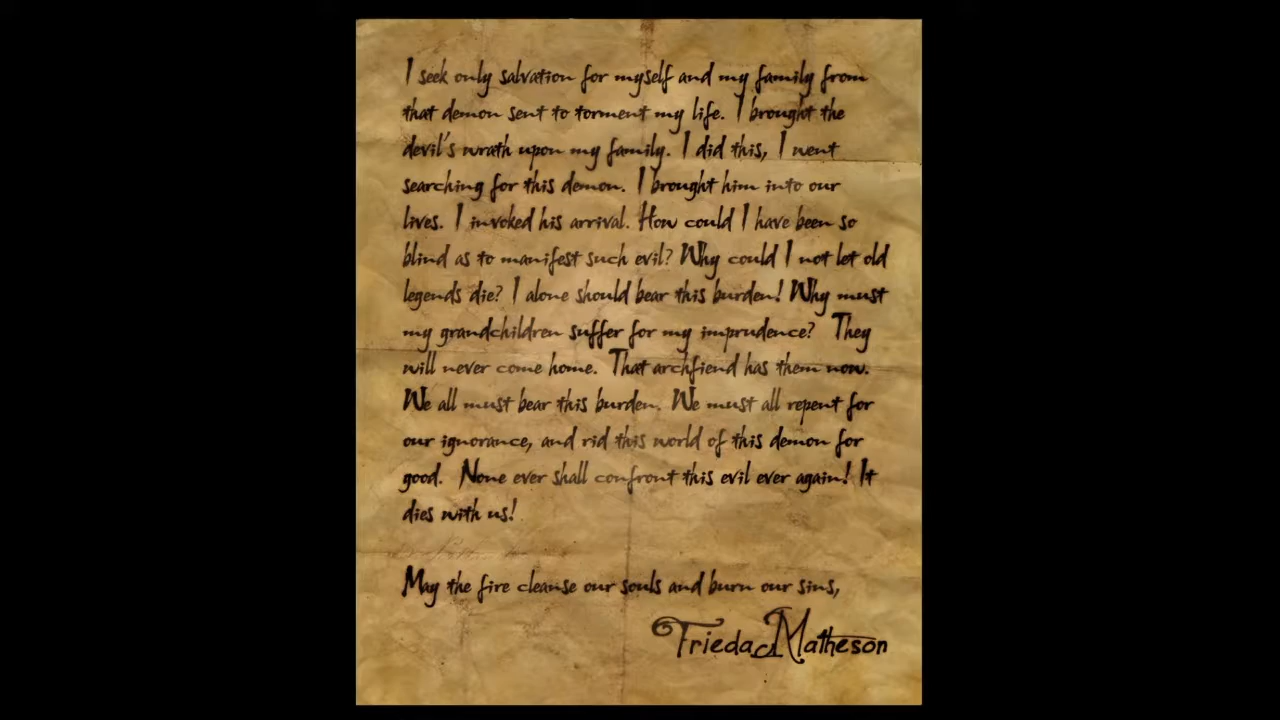 I seek only salvation for myself and my family from
that demon sent to torment my life. I brought the
devil's wrath upon my family. I did this, I went
searching for this demon. I brought him into our
lives. I invoked his arrival. How could I have been so
blind as to manifest such evil? Why could I not let old
legends die? I alone should bear this burden! Why must
my grandchildren suffer for my imprudence? They
will never come home. That archfiend has them now.
We all must bear this burden. We must all repent for
our ignorance, and rid this world of this demon for
good. None ever shall confront this evil ever again! It
dies with us!
May the fire cleanse our souls and burn our sins,
Frieda Matheson